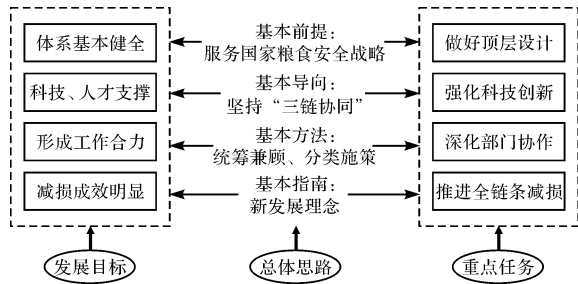 体系基本健全
科技、人才支撑
形成工作合力
减损成效明显
发展目标
基本前提：
服务国家粮食安全战略
基本导向：
坚持“三链协同”
基本方法：
统筹兼顾、分类施策
基本指南：
新发展理念
总体思路
做好顶层设计
强化科技创新
深化部门协作
推进全链条减损
重点任务